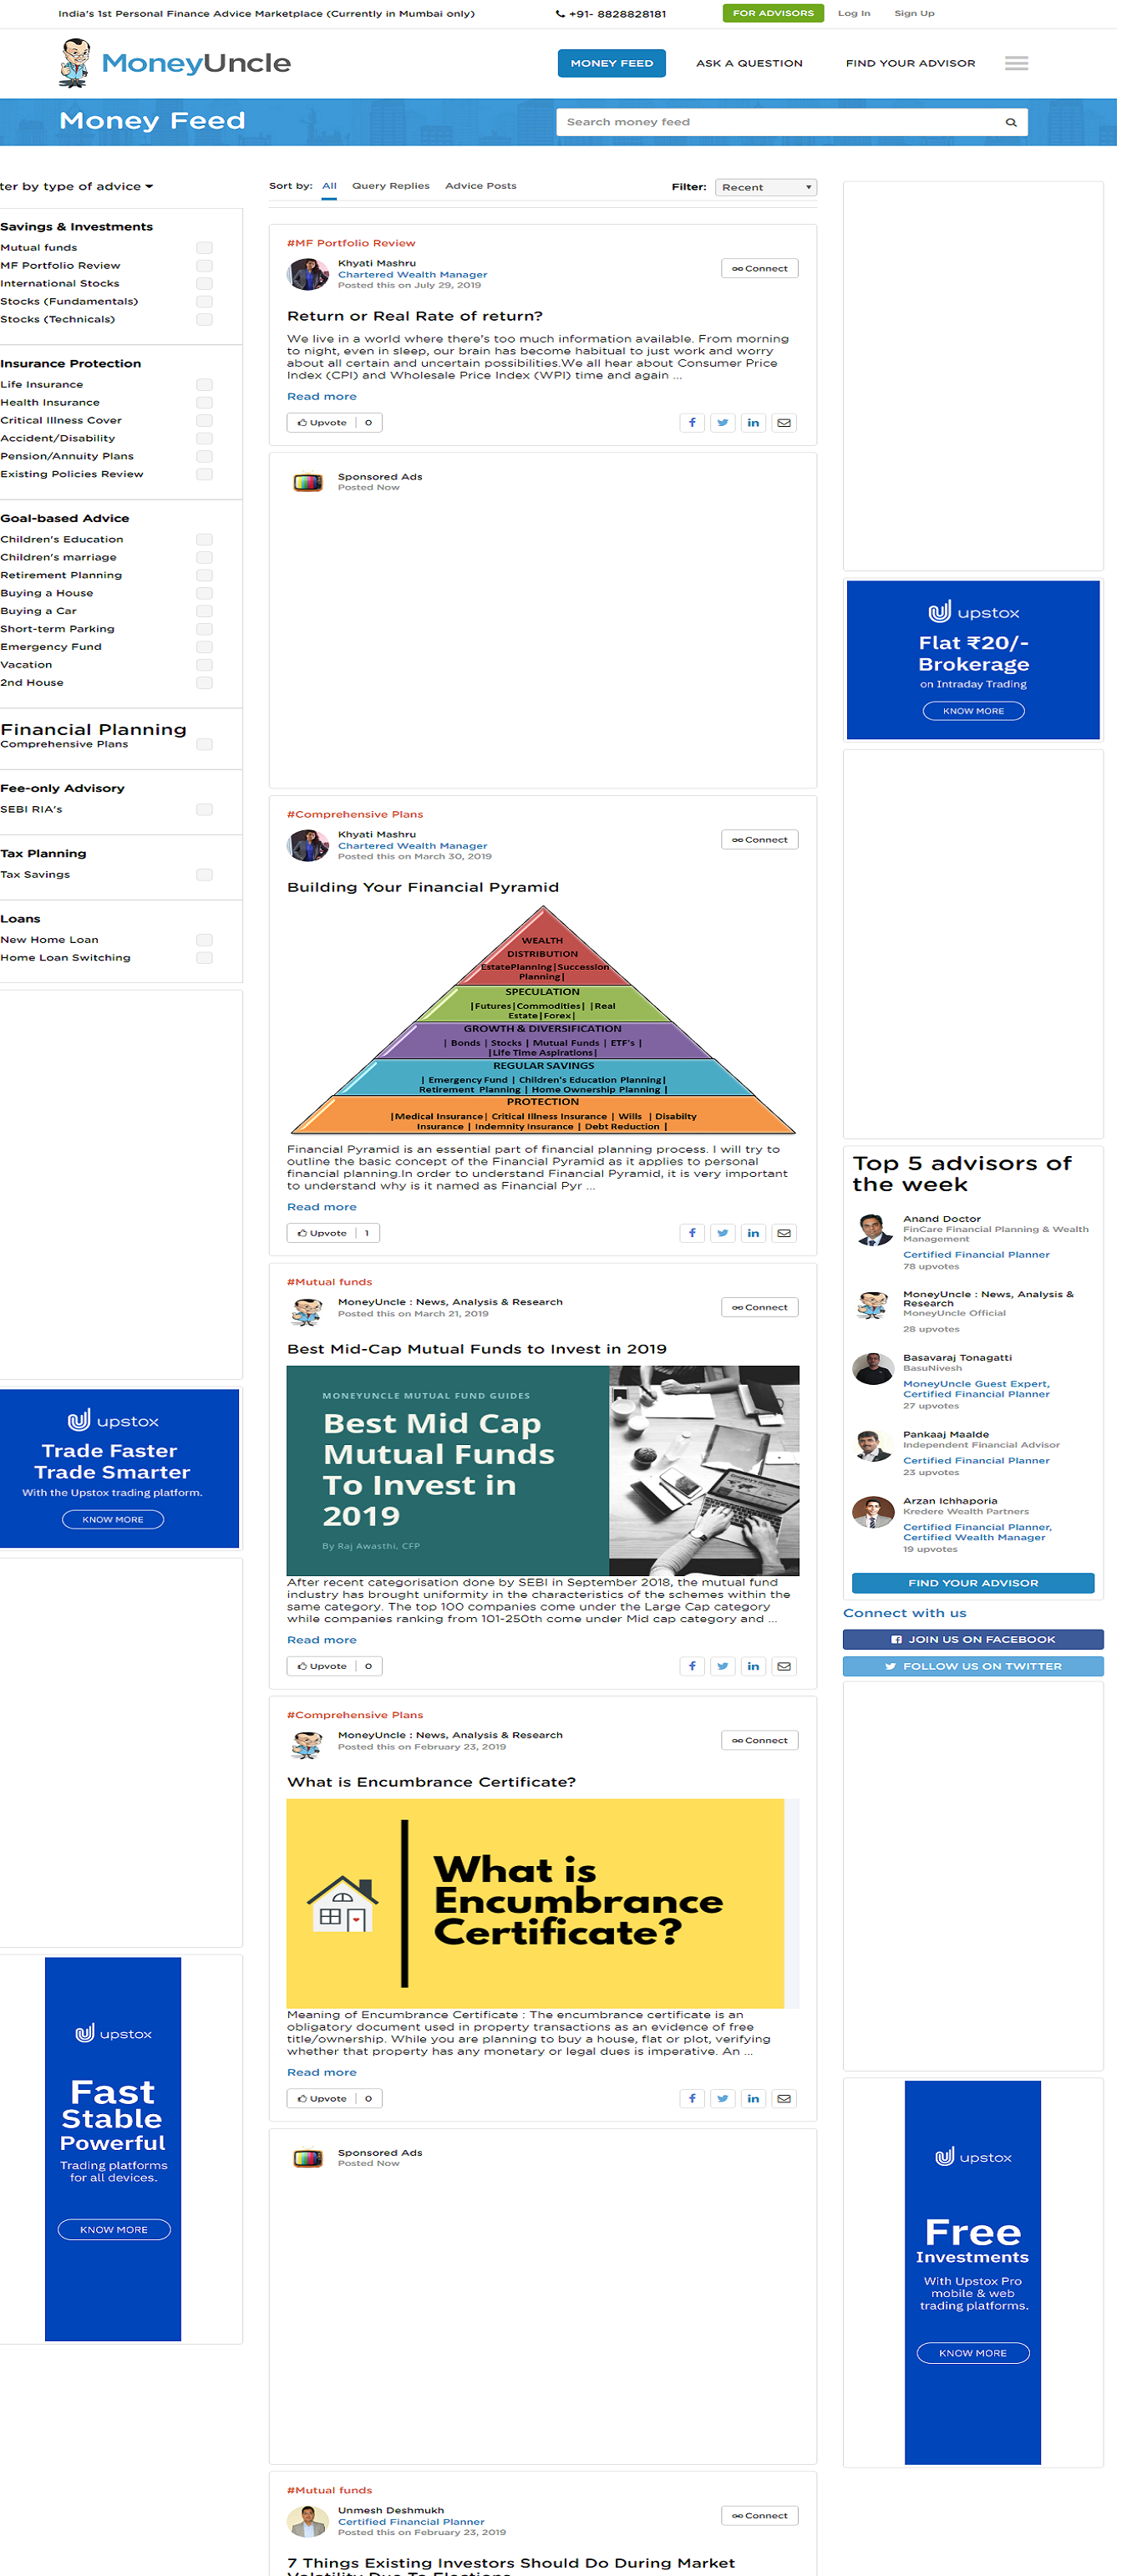 India's 1st Personal Finance Advice Marketplace (Currently in Mumbai only)
+91- 8828828181
FOR ADVISORS
Log In
Sign Up
MoneyUncle
MONEY FEED
ASK A QUESTION
FIND YOUR ADVISOR
Money Feed
Search money feed
ter by type of advice
Savings & Investments
Mutual funds
MF Portfolio Review
International Stocks
Stocks (Fundamentals)
Stocks (Technicals)
Insurance Protection
Life Insurance
Health Insurance
Critical Illness Cover
Accident/Disability
Pension/Annuity Plans
Existing Policies Review
Goal-based Advice
Children's Education
Children's marriage
Retirement Planning
Buying a House
Buying a Car
Short-term Parking
Emergency Fund
Vacation
2nd House
Financial Planning
Comprehensive Plans
Fee-only Advisory
SEBI RIA's
Tax Planning
Tax Savings
Loans
New Home Loan
Home Loan Switching
upstox
Trade Faster
Trade Smarter
With the Upstox trading platform.
KNOW MORE
upstox
Fast
Stable
Powerful
Trading platforms
for all devices.
KNOW MORE
Sort by: All Query Replies Advice Posts
Filter: Recent
#MF Portfolio Review
Khyati Mashru
Chartered Wealth Manager
Posted this on July 29, 2019
Connect
Return or Real Rate of return?
We live in a world where there's too much information available. From morning
to night, even in sleep, our brain has become habitual to just work and worry
about all certain and uncertain possibilities.We all hear about Consumer Price
Index (CPI) and Wholesale Price Index (WPI) time and again ...
Read more
Upvote | 0
Sponsored Ads
Posted Now
#Comprehensive Plans
Khyati Mashru
Chartered Wealth Manager
Posted this on March 30, 2019
Connect
Building Your Financial Pyramid
WEALTH
DISTRIBUTION
EstatePlanning|Succession
Planning|
SPECULATION
|Futures|Commodities| |Real
Estate|Forex|
GROWTH & DIVERSIFICATION
| Bonds | Stocks | Mutual Funds | ETF's |
|Life Time Aspirations|
REGULAR SAVINGS
| Emergency Fund | Children's Education Planning|
Retirement Planning | Home Ownership Planning |
PROTECTION
|Medical Insurance| Critical Illness Insurance | Wills | Disabilty
Insurance | Indemnity Insurance | Debt Reduction |
Financial Pyramid is an essential part of financial planning process. I will try to
outline the basic concept of the Financial Pyramid as it applies to personal
financial planning.In order to understand Financial Pyramid, it is very important
to understand why is it named as Financial Pyr ...
Read more
Upvote | 1
#Mutual funds
MoneyUncle : News, Analysis & Research
Posted this on March 21, 2019
Connect
Best Mid-Cap Mutual Funds to Invest in 2019
MONEYUNCLE MUTUAL FUND GUIDES
Best Mid Cap
Mutual Funds
To Invest in
2019
By Raj Awasthi, CFP
After recent categorisation done by SEBI in September 2018, the mutual fund
industry has brought uniformity in the characteristics of the schemes within the
same category. The top 100 companies come under the Large Cap category
while companies ranking from 101-250th come under Mid cap category and ...
Read more
Upvote | 0
#Comprehensive Plans
MoneyUncle : News, Analysis & Research
Posted this on February 23, 2019
Connect
What is Encumbrance Certificate?
What is
Encumbrance
Certificate?
Meaning of Encumbrance Certificate : The encumbrance certificate is an
obligatory document used in property transactions as an evidence of free
title/ownership. While you are planning to buy a house, flat or plot, verifying
whether that property has any monetary or legal dues is imperative. An ...
Read more
Upvote | 0
Sponsored Ads
Posted Now
#Mutual funds
Unmesh Deshmukh
Certified Financial Planner
Posted this on February 23, 2019
Connect
7 Things Existing Investors Should Do During Market
Volatility Due To Elections
upstox
Flat ₹20/-
Brokerage
on Intraday Trading
KNOW MORE
Top 5 advisors of
the week
Anand Doctor
FinCare Financial Planning & Wealth
Management
Certified Financial Planner
78 upvotes
MoneyUncle : News, Analysis &
Research
MoneyUncle Official
28 upvotes
Basavaraj Tonagatti
BasuNivesh
MoneyUncle Guest Expert,
Certified Financial Planner
27 upvotes
Pankaaj Maalde
Independent Financial Advisor
Certified Financial Planner
23 upvotes
Arzan Ichhaporia
Kredere Wealth Partners
Certified Financial Planner,
Certified Wealth Manager
19 upvotes
FIND YOUR ADVISOR
Connect with us
JOIN US ON FACEBOOK
FOLLOW US ON TWITTER
upstox
Free
Investments
With Upstox Pro
mobile & web
trading platforms.
KNOW MORE